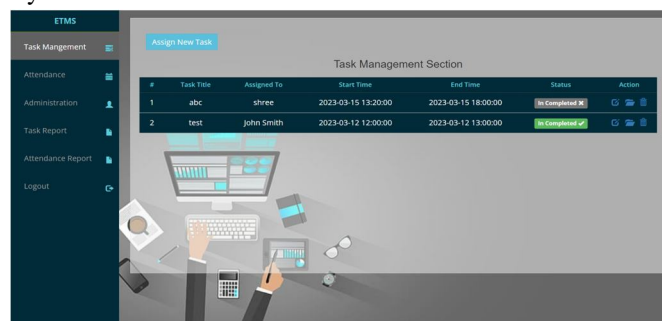 ETMS
Task Mangement
Attendance
Administration
Task Report
Attendance Report
Logout
Assign New Task
Task Management Section
# Task Title Assigned To Start Time End Time Status Action
1 abc shree 2023-03-15 13:20:00 2023-03-15 18:00:00 In Completed
2 test John Smith 2023-03-12 12:00:00 2023-03-12 13:00:00 In Completed